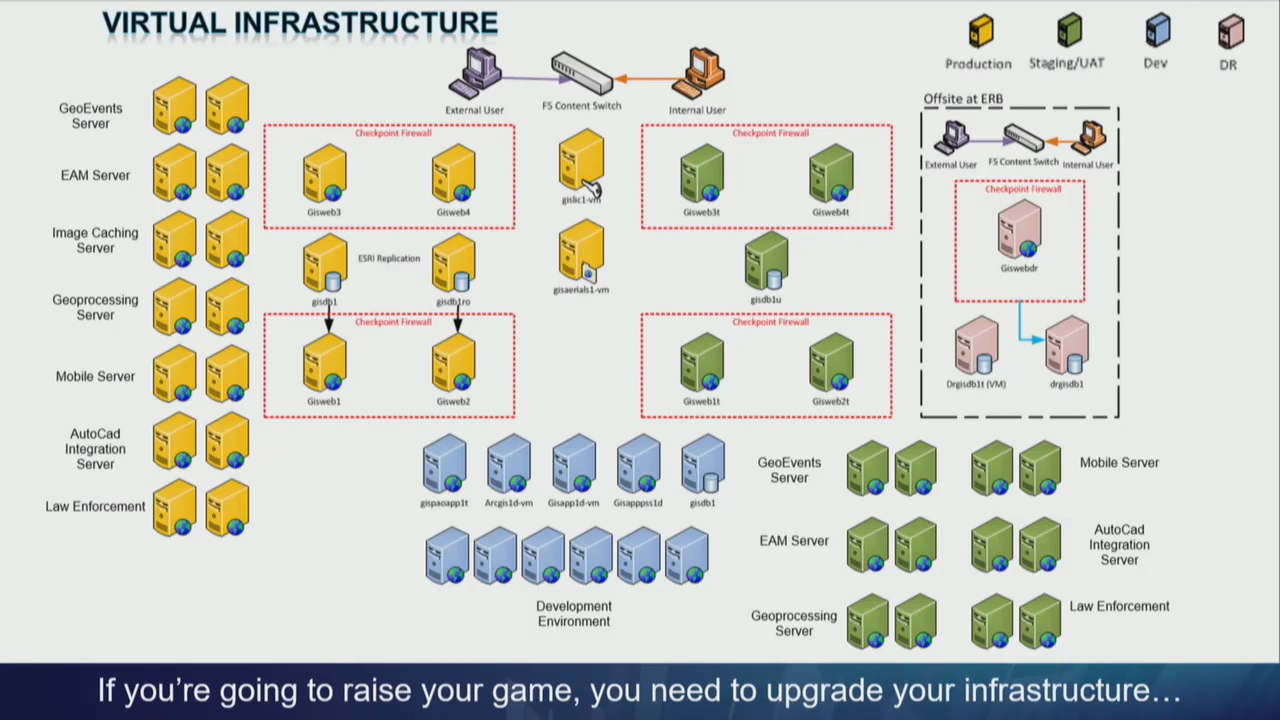 VIRTUAL INFRASTRUCTURE
Production
Staging/UAT
Dev
DR
External User
F5 Content Switch
Internal User
GeoEvents
Server
EAM Server
Image Caching
Server
Geoprocessing
Server
Mobile Server
AutoCad
Integration
Server
Law Enforcement
Checkpoint Firewall
Gisweb3
Gisweb4
gisdb1
ESRI Replication
gisdb1ro
Checkpoint Firewall
Gisweb1
Gisweb2
gislic1-vm
gisaerials1-vm
Checkpoint Firewall
Gisweb3t
Gisweb4t
gisdb1u
Checkpoint Firewall
Gisweb1t
Gisweb2t
Offsite at ERB
External User
F5 Content Switch
Internal User
Checkpoint Firewall
Giswebdr
Drgisdb1t (VM)
drgisdb1
gispaoapp1t
Arcgis1d-vm
Gisapp1d-vm
Gisapppss1d
gisdb1
Development
Environment
GeoEvents
Server
Mobile Server
EAM Server
AutoCad
Integration
Server
Geoprocessing
Server
Law Enforcement
If you're going to raise your game, you need to upgrade your infrastructure…